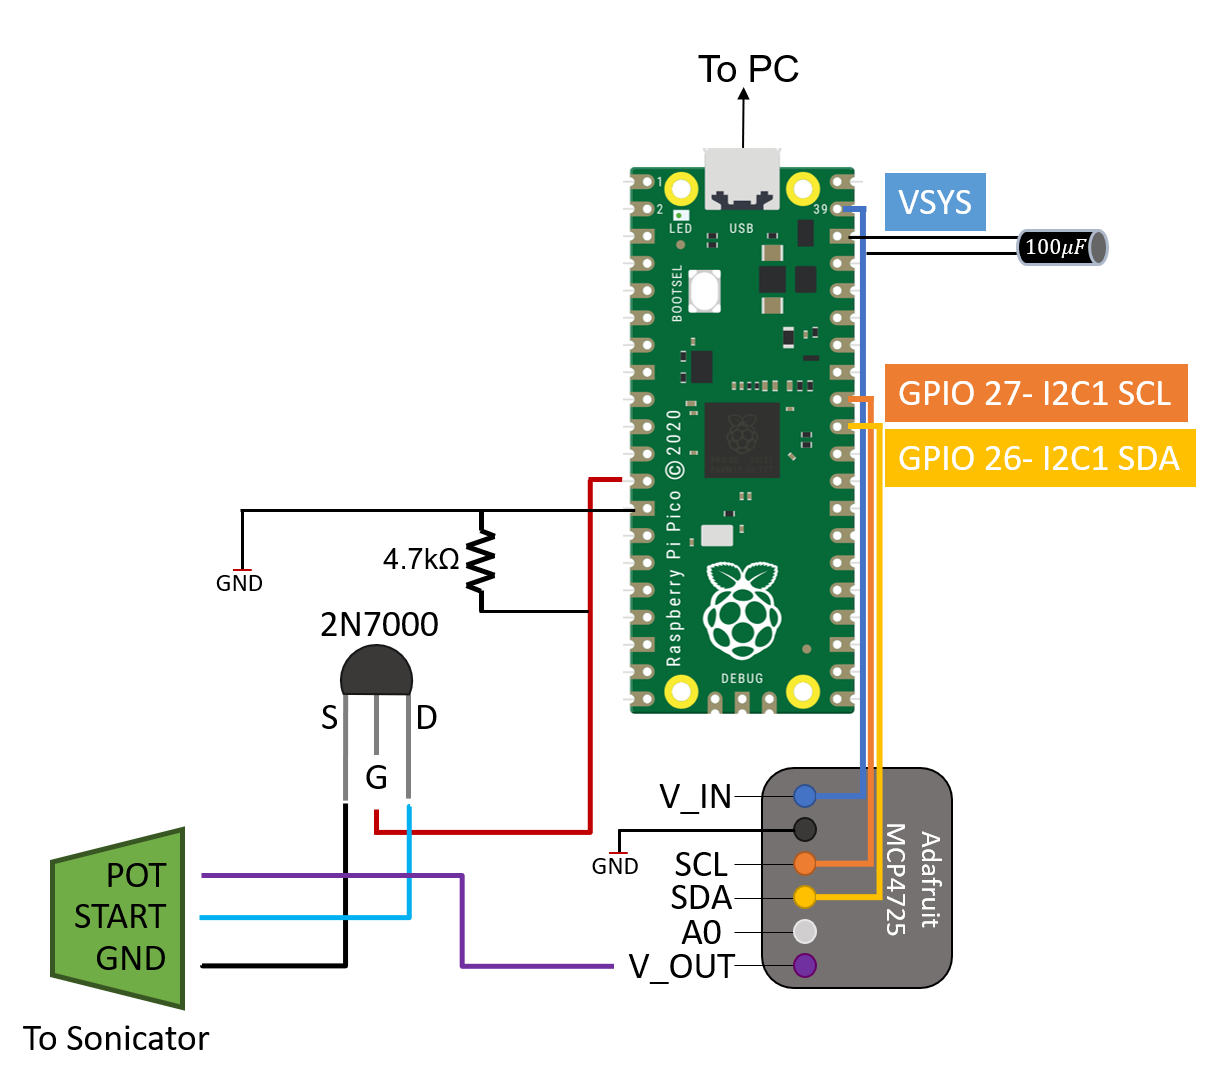 To PC
1
2
39
LED
USB
VSYS
100µF
BOOTSEL
GPIO 27- I2C1 SCL
GPIO 26- I2C1 SDA
Raspberry Pi Pico © 2020
4.7kΩ
GND
2N7000
S
D
G
DEBUG
V_IN
GND
SCL
SDA
A0
V_OUT
Adafruit
MCP4725
POT
START
GND
To Sonicator